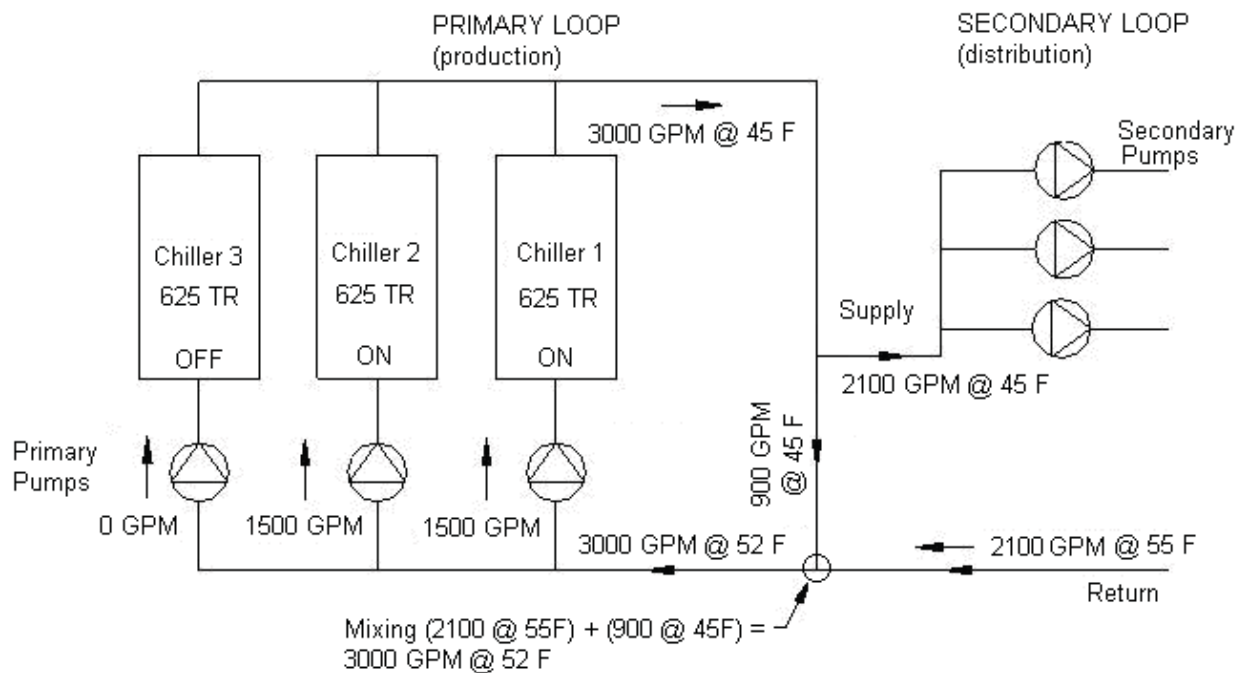 PRIMARY LOOP
(production)
SECONDARY LOOP
(distribution)
3000 GPM @ 45 F
Secondary
Pumps
Chiller 3
625 TR
OFF
Chiller 2
625 TR
ON
Chiller 1
625 TR
ON
Supply
2100 GPM @ 45 F
900 GPM
@ 45 F
Primary
Pumps
0 GPM
1500 GPM
1500 GPM
3000 GPM @ 52 F
2100 GPM @ 55 F
Return
Mixing (2100 @ 55F) + (900 @ 45F) =
3000 GPM @ 52 F